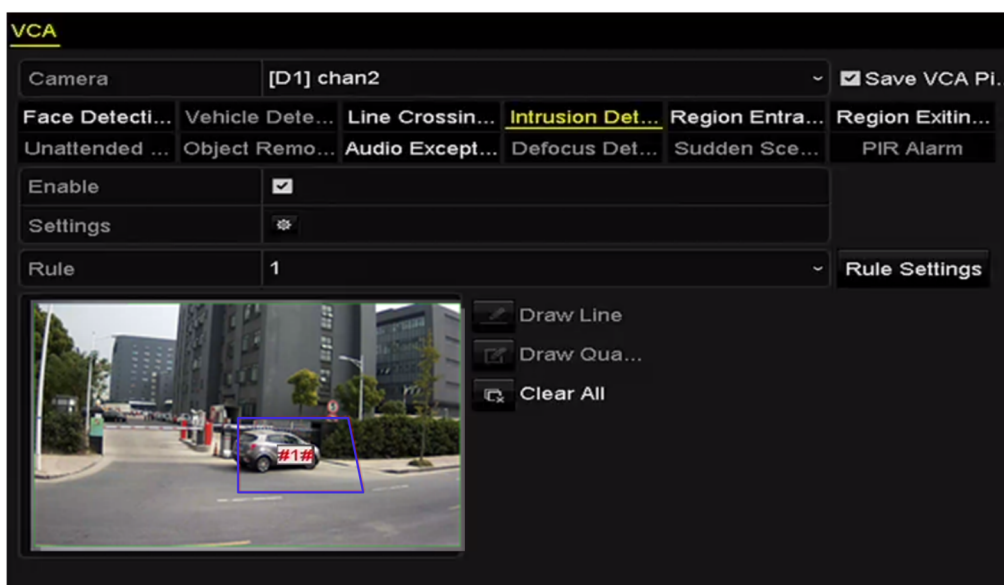 VCA
Camera [D1] chan2 Save VCA Pi...
Face Detecti... Vehicle Dete... Line Crossin... Intrusion Det... Region Entra... Region Exitin...
Unattended ... Object Remo... Audio Except... Defocus Det... Sudden Sce... PIR Alarm
Enable
Settings
Rule 1 Rule Settings
Draw Line
Draw Qua...
Clear All
#1#